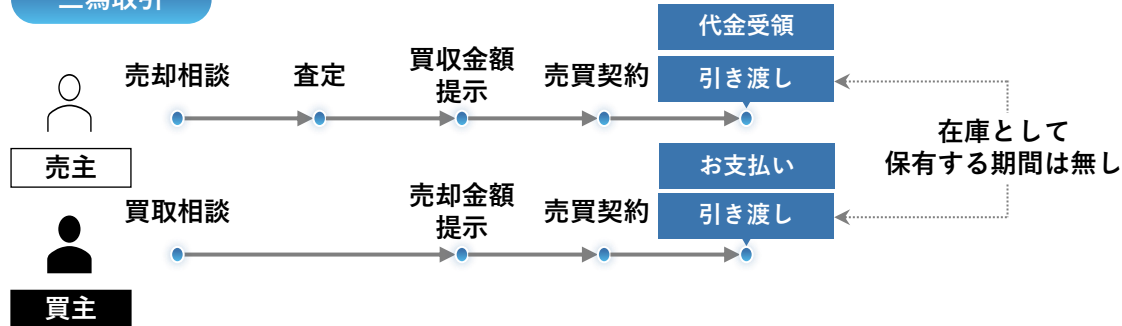 代金受領
売却相談
査定
買収金額
提示
売買契約
引き渡し
売主
在庫として
保有する期間は無し
お支払い
買取相談
売却金額
提示
売買契約
引き渡し
買主